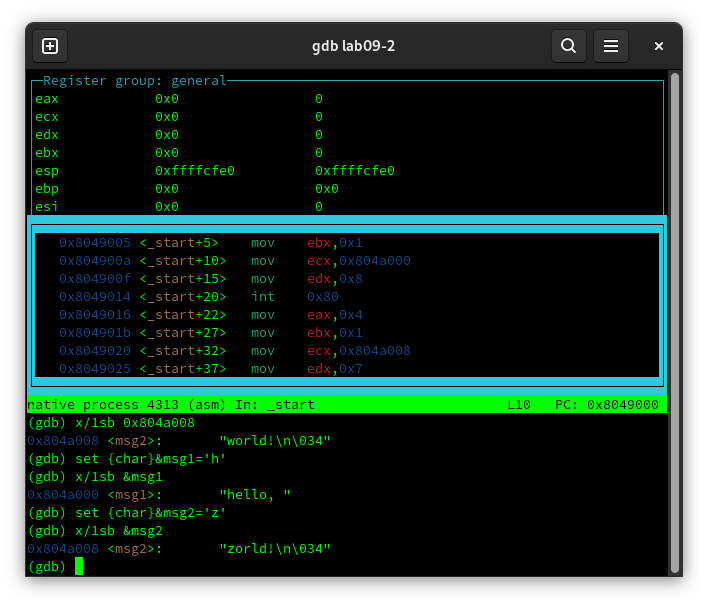 gdb lab09-2
Register group: general
eax 0x0 0
ecx 0x0 0
edx 0x0 0
ebx 0x0 0
esp 0xffffcfe0 0xffffcfe0
ebp 0x0 0x0
esi 0x0 0
0x8049005 <_start+5> mov ebx,0x1
0x804900a <_start+10> mov ecx,0x804a000
0x804900f <_start+15> mov edx,0x8
0x8049014 <_start+20> int 0x80
0x8049016 <_start+22> mov eax,0x4
0x804901b <_start+27> mov ebx,0x1
0x8049020 <_start+32> mov ecx,0x804a008
0x8049025 <_start+37> mov edx,0x7
native process 4313 (asm) In: _start L10 PC: 0x8049000
(gdb) x/1sb 0x804a008
0x804a008 <msg2>: "world!\n\034"
(gdb) set {char}&msg1='h'
(gdb) x/1sb &msg1
0x804a000 <msg1>: "hello, "
(gdb) set {char}&msg2='z'
(gdb) x/1sb &msg2
0x804a008 <msg2>: "zorld!\n\034"
(gdb)